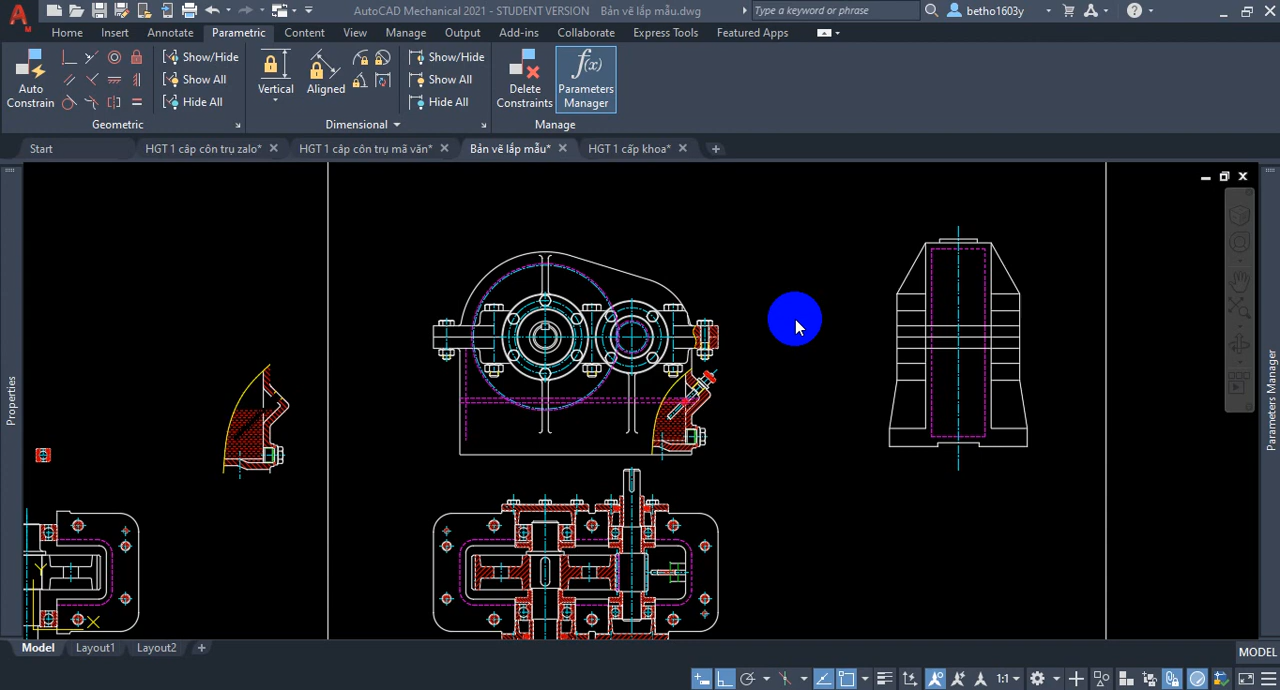 AutoCAD Mechanical 2021 - STUDENT VERSION Bản vẽ lắp mẫu.dwg
Type a keyword or phrase
betho1603y
Home Insert Annotate Parametric Content View Manage Output Add-ins Collaborate Express Tools Featured Apps
Auto Constrain
Show/Hide
Show All
Hide All
Geometric
Vertical
Aligned
Show/Hide
Show All
Hide All
Dimensional
Delete Constraints
f(x)
Parameters Manager
Manage
Start
HGT 1 câp côn trụ zalo*
HGT 1 câp côn trụ mã văn*
Bản vẽ lắp mẫu*
HGT 1 cấp khoa*
Properties
Parameters Manager
Y
X
Model Layout1 Layout2
MODEL
1:1